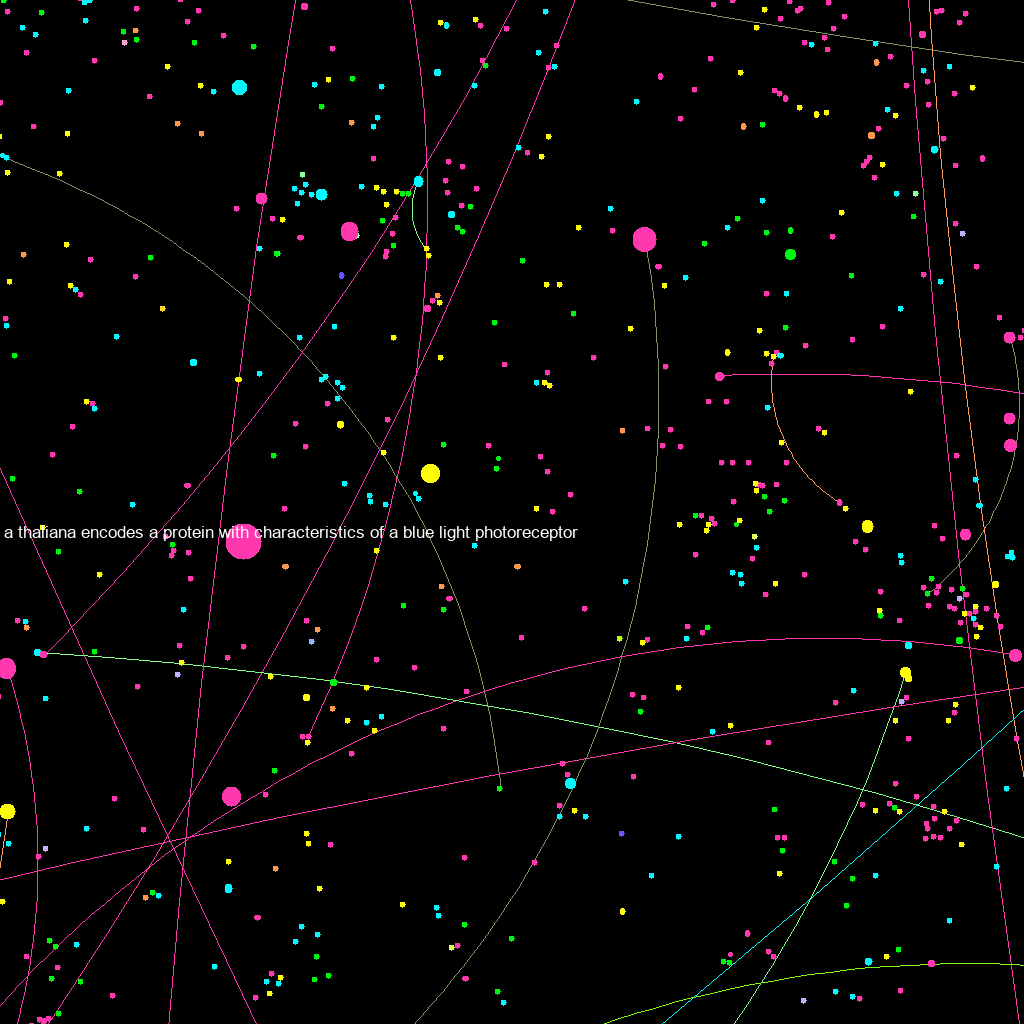 a thaliana encodes a protein with characteristics of a blue light photoreceptor